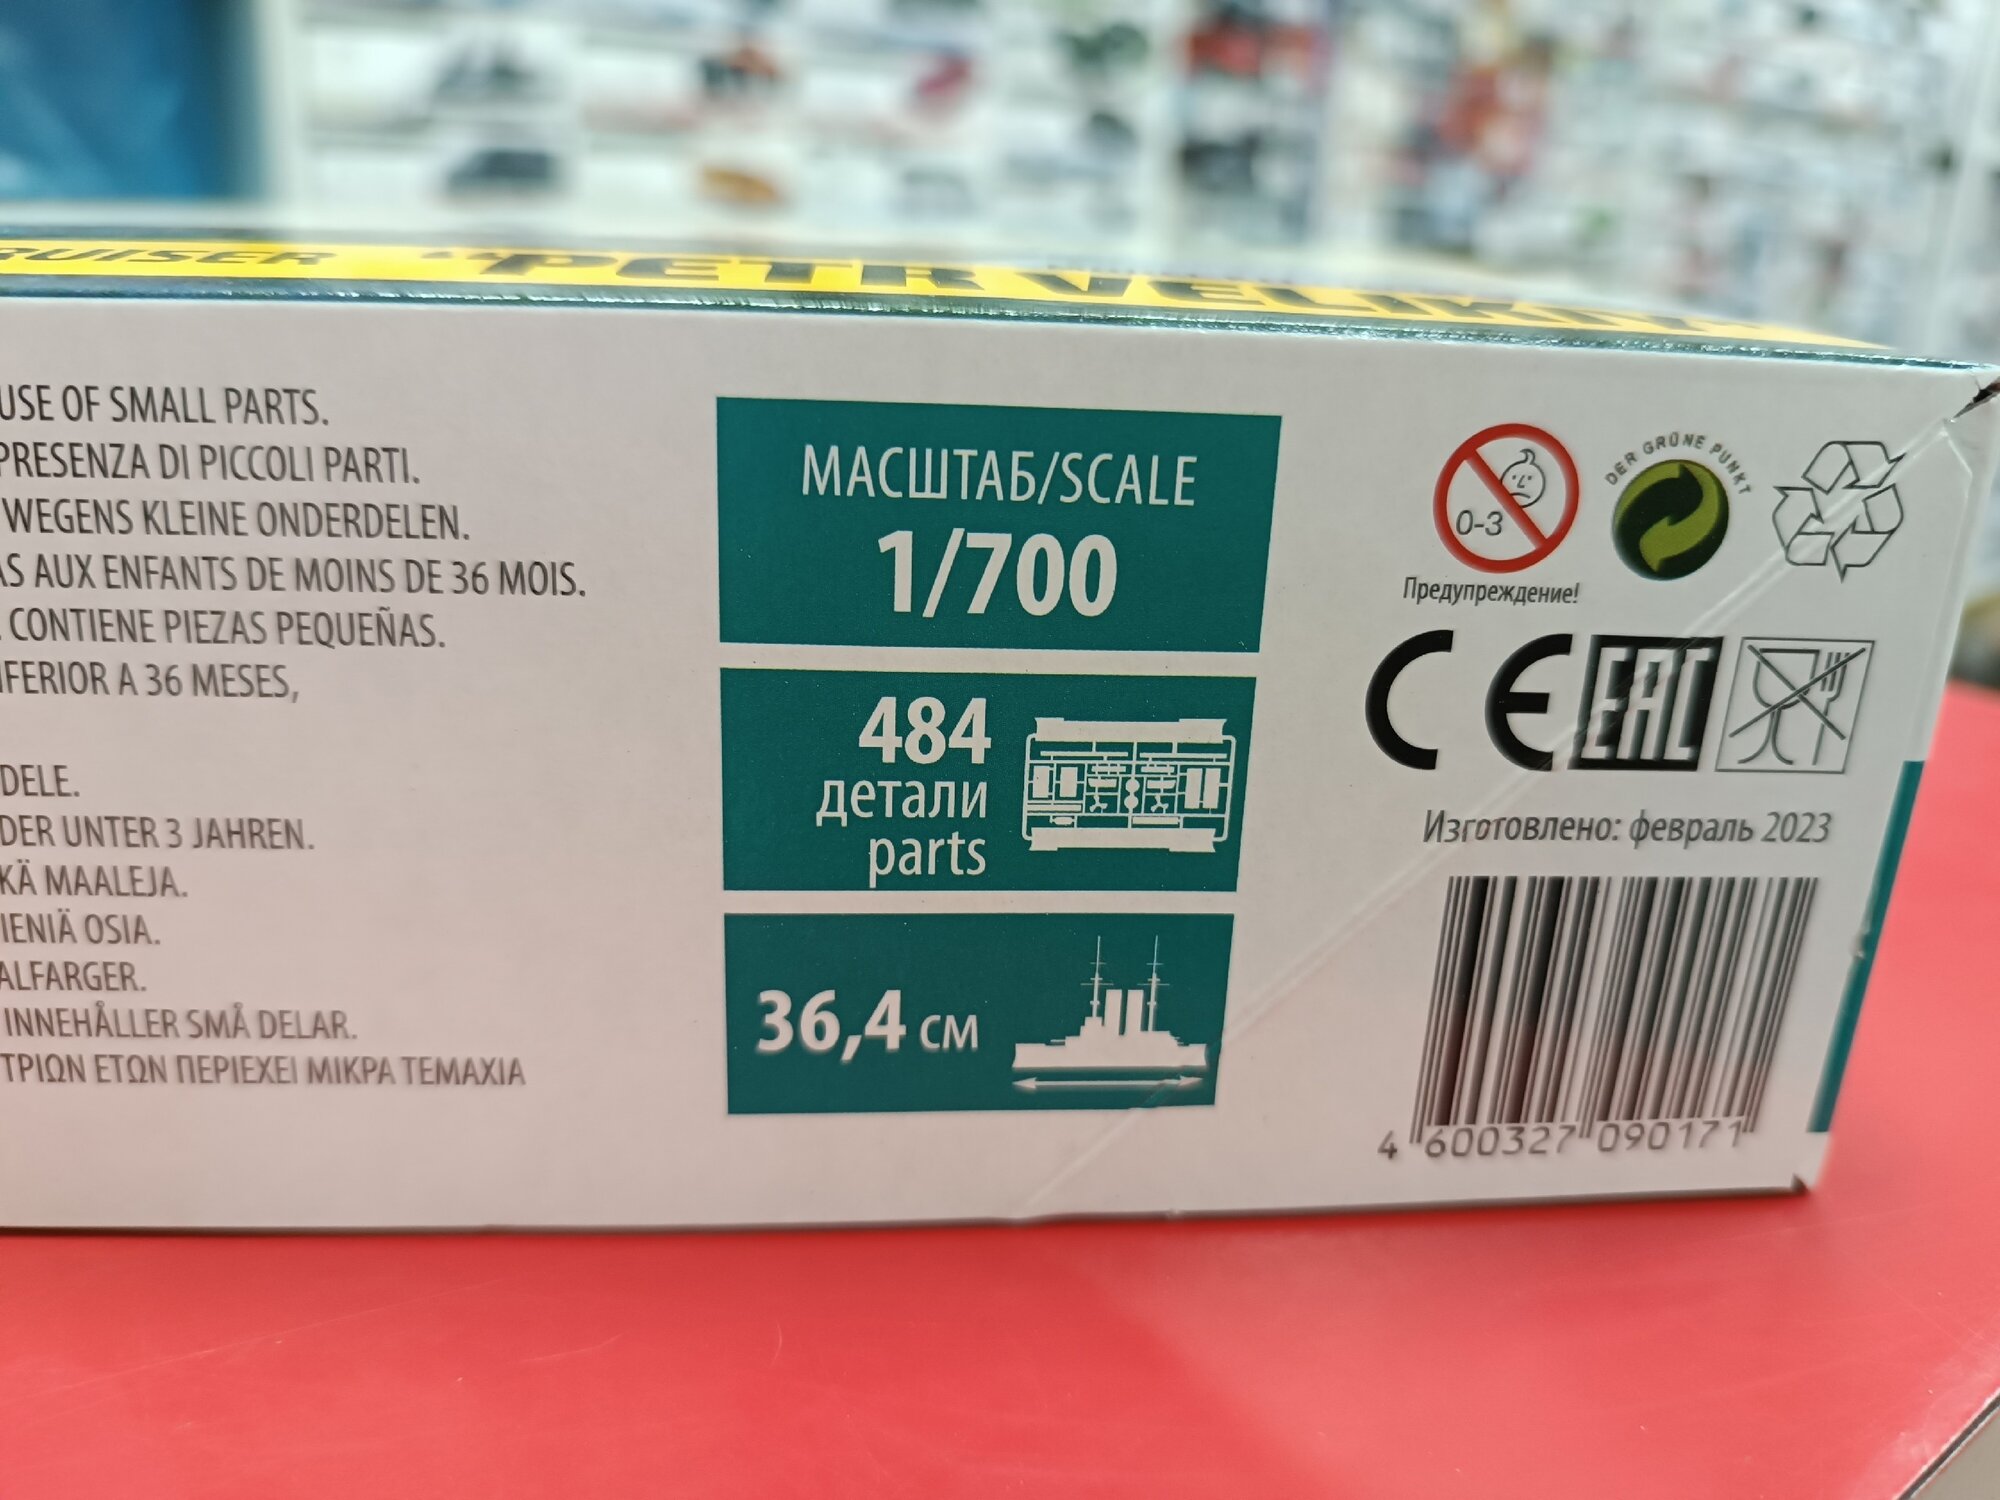 RUISER "PETR VELIKIY"
USE OF SMALL PARTS.
PRESENZA DI PICCOLI PARTI.
WEGENS KLEINE ONDERDELEN.
AS AUX ENFANTS DE MOINS DE 36 MOIS.
. CONTIENE PIEZAS PEQUEÑAS.
NFERIOR A 36 MESES,
DELE.
DER UNTER 3 JAHREN.
KÄ MAALEJA.
IENIÄ OSIA.
ALFARGER.
INNEHÅLLER SMÅ DELAR.
ΤΡΙΩΝ ΕΤΩΝ ΠΕΡΙΕΧΕΙ ΜΙΚΡΑ ΤΕΜΑΧΙΑ
МАСШТАБ/SCALE
1/700
484
детали
parts
36,4 см
0-3
Предупреждение!
DER GRÜNE PUNKT
CE EAC
Изготовлено: февраль 2023
4 600327 090171